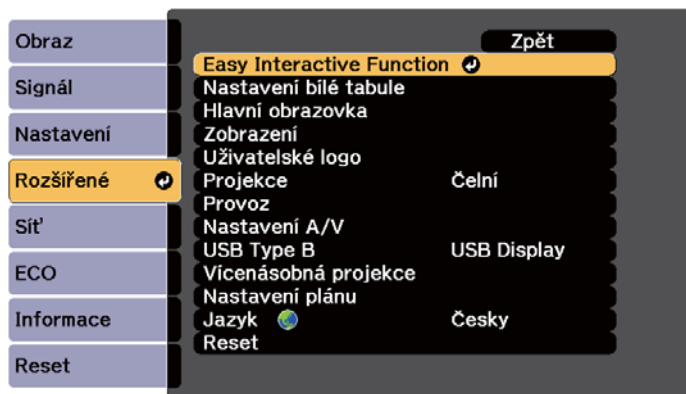 Obraz
Signál
Nastavení
Rozšířené
Síť
ECO
Informace
Reset
Zpět
Easy Interactive Function
Nastavení bílé tabule
Hlavní obrazovka
Zobrazení
Uživatelské logo
Projekce Čelní
Provoz
Nastavení A/V
USB Type B USB Display
Vícenásobná projekce
Nastavení plánu
Jazyk Česky
Reset